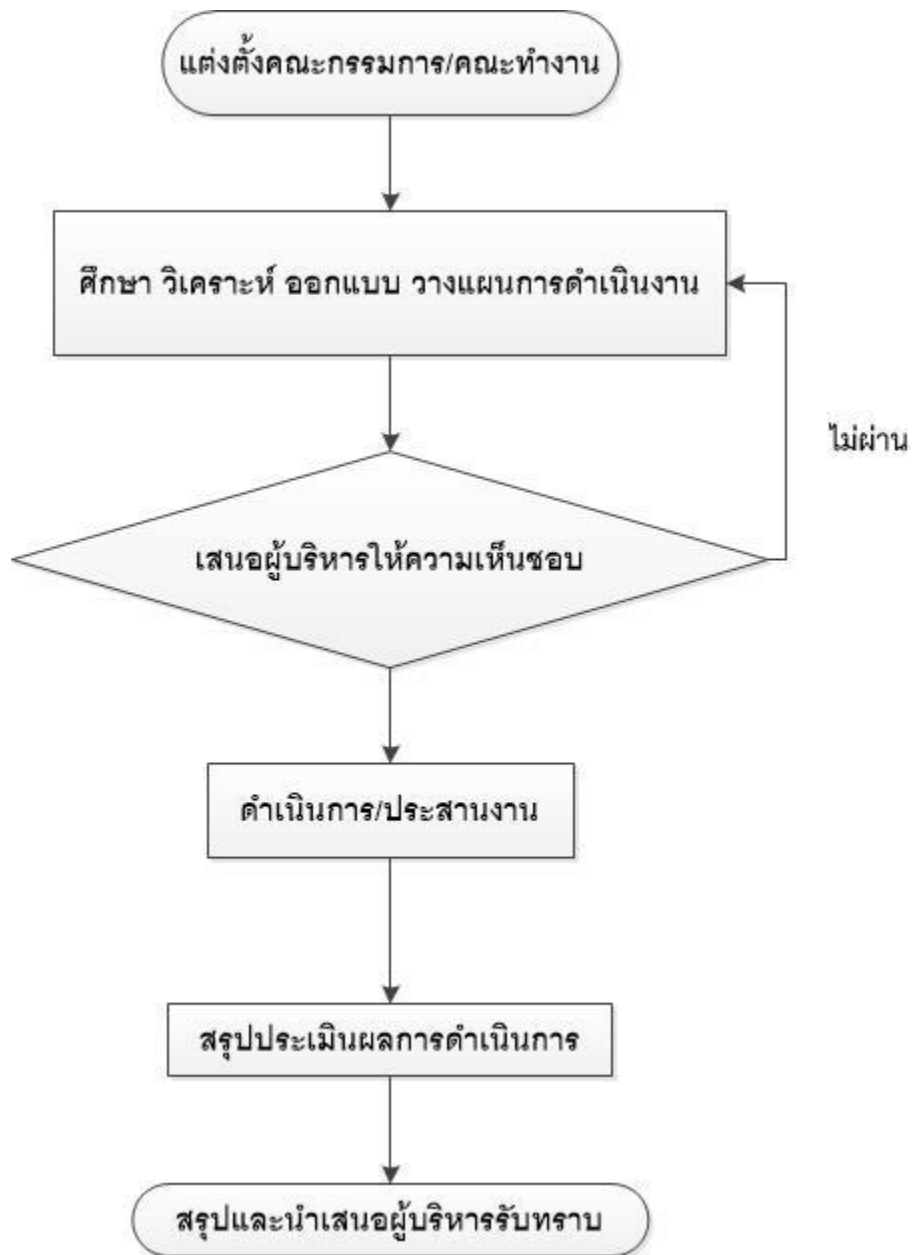 แต่งตั้งคณะกรรมการ/คณะทำงาน
ศึกษา วิเคราะห์ ออกแบบ วางแผนการดำเนินงาน
ไม่ผ่าน
เสนอผู้บริหารให้ความเห็นชอบ
ดำเนินการ/ประสานงาน
สรุปประเมินผลการดำเนินการ
สรุปและนำเสนอผู้บริหารรับทราบ